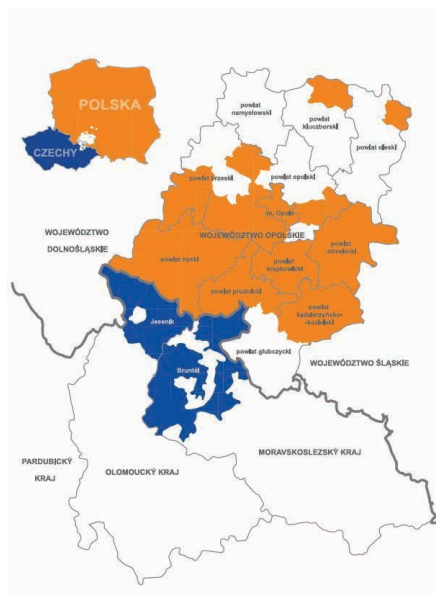 POLSKA
CZECHY
powiat
namysłowski
powiat
kluczborski
powiat oleski
powiat brzeski
powiat opolski
m. Opole
WOJEWÓDZTWO
DOLNOŚLĄSKIE
WOJEWÓDZTWO OPOLSKIE
powiat
strzelecki
powiat nyski
powiat
krapkowicki
powiat prudnicki
powiat
kędzierzyńsko-
-kozielski
Jesenik
powiat głubczycki
WOJEWÓDZTWO ŚLĄSKIE
Bruntál
MORAVSKOSLEZSKÝ KRAJ
PARDUBICKÝ
KRAJ
OLOMOUCKÝ KRAJ